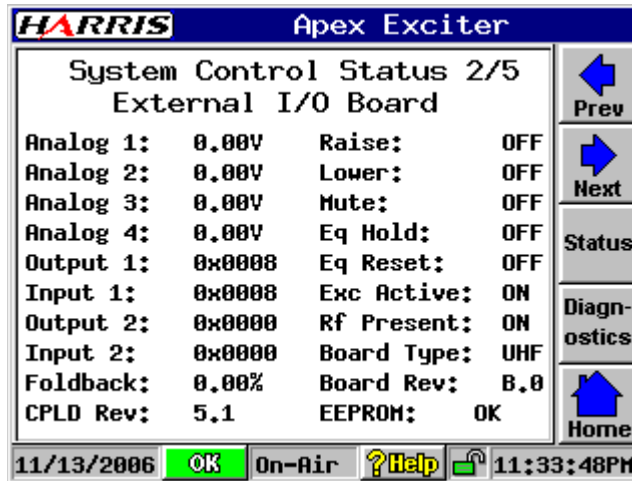 HARRIS Apex Exciter
System Control Status 2/5
External I/O Board
Analog 1: 0.00V Raise: OFF
Analog 2: 0.00V Lower: OFF
Analog 3: 0.00V Mute: OFF
Analog 4: 0.00V Eq Hold: OFF
Output 1: 0x0008 Eq Reset: OFF
Input 1: 0x0008 Exc Active: ON
Output 2: 0x0000 Rf Present: ON
Input 2: 0x0000 Board Type: UHF
Foldback: 0.00% Board Rev: B.0
CPLD Rev: 5.1 EEPROM: OK
Prev
Next
Status
Diagn-
ostics
Home
11/13/2006 OK On-Air ?Help 11:33:48PM